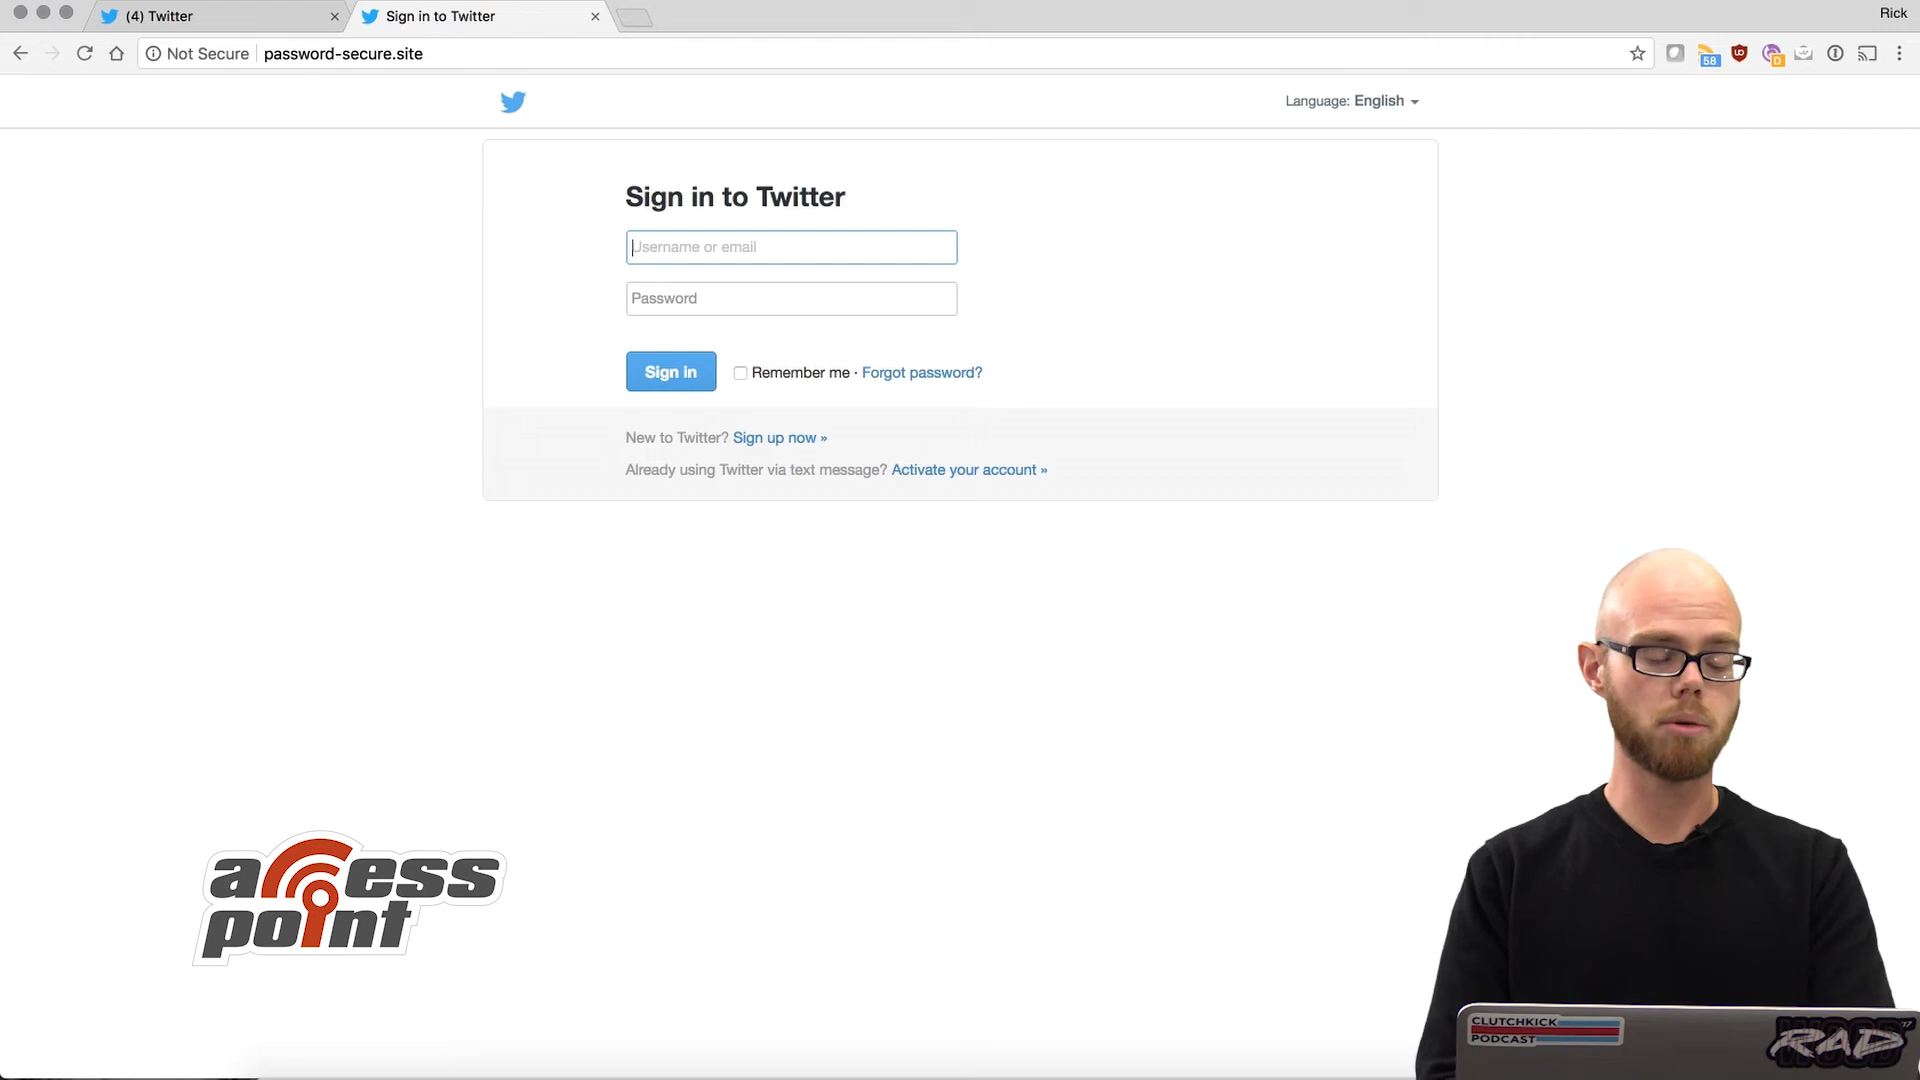 (4) Twitter
Sign in to Twitter
Rick
Not Secure
password-secure.site
58
D
Language: English
Sign in to Twitter
Username or email
Password
Sign in
Remember me · Forgot password?
New to Twitter? Sign up now »
Already using Twitter via text message? Activate your account »
access
point
CLUTCHKICK
PODCAST
RAD